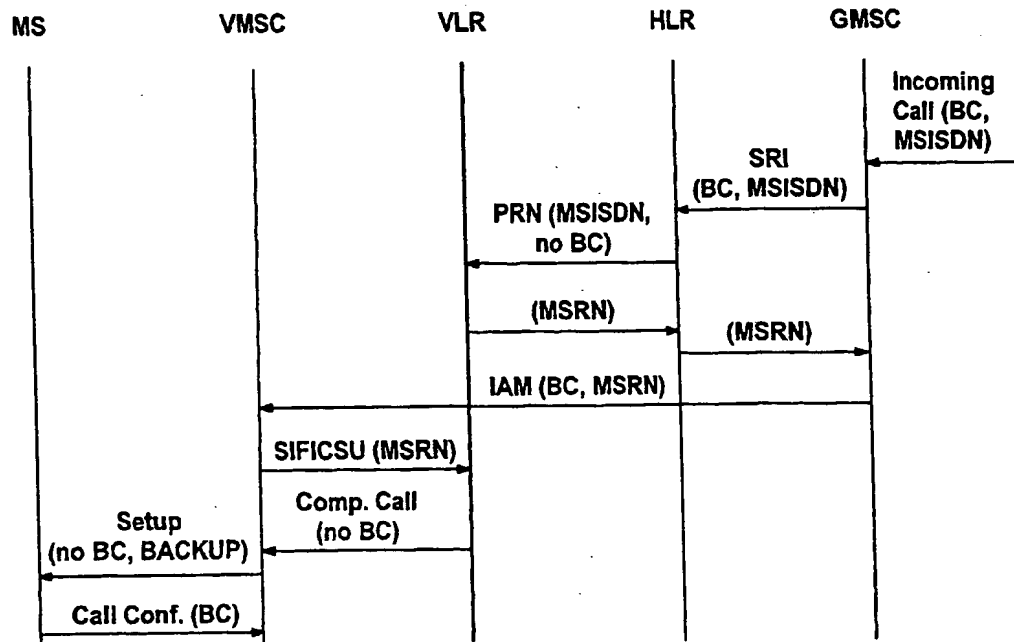 MS VMSC VLR HLR GMSC
Incoming
Call (BC,
MSISDN)
SRI
(BC, MSISDN)
PRN (MSISDN,
no BC)
(MSRN)
(MSRN)
IAM (BC, MSRN)
SIFICSU (MSRN)
Comp. Call
(no BC)
Setup
(no BC, BACKUP)
Call Conf. (BC)